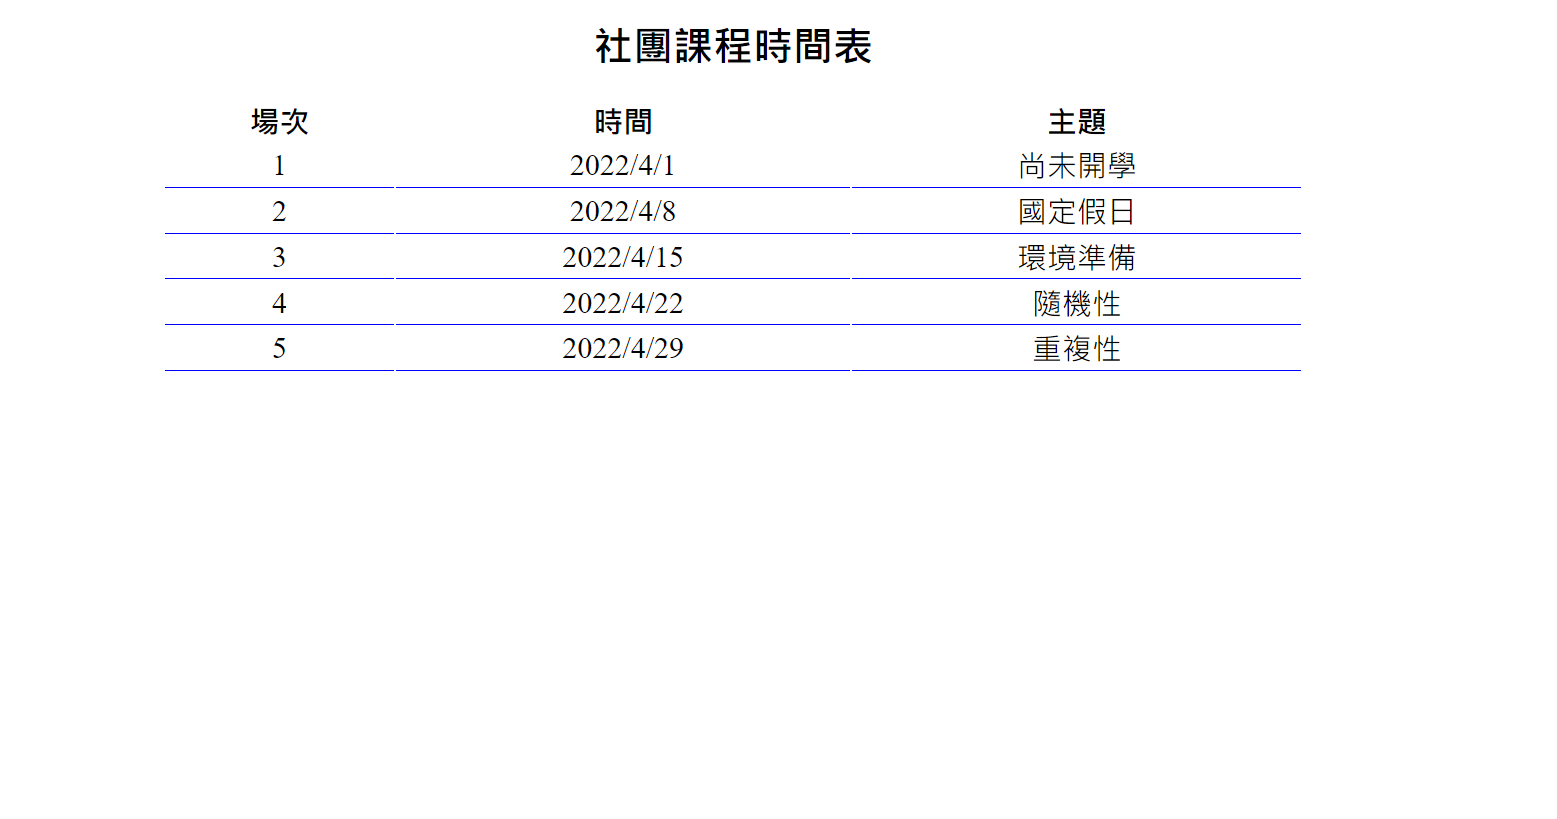 社團課程時間表
場次 時間 主題
1 2022/4/1 尚未開學
2 2022/4/8 國定假日
3 2022/4/15 環境準備
4 2022/4/22 隨機性
5 2022/4/29 重複性